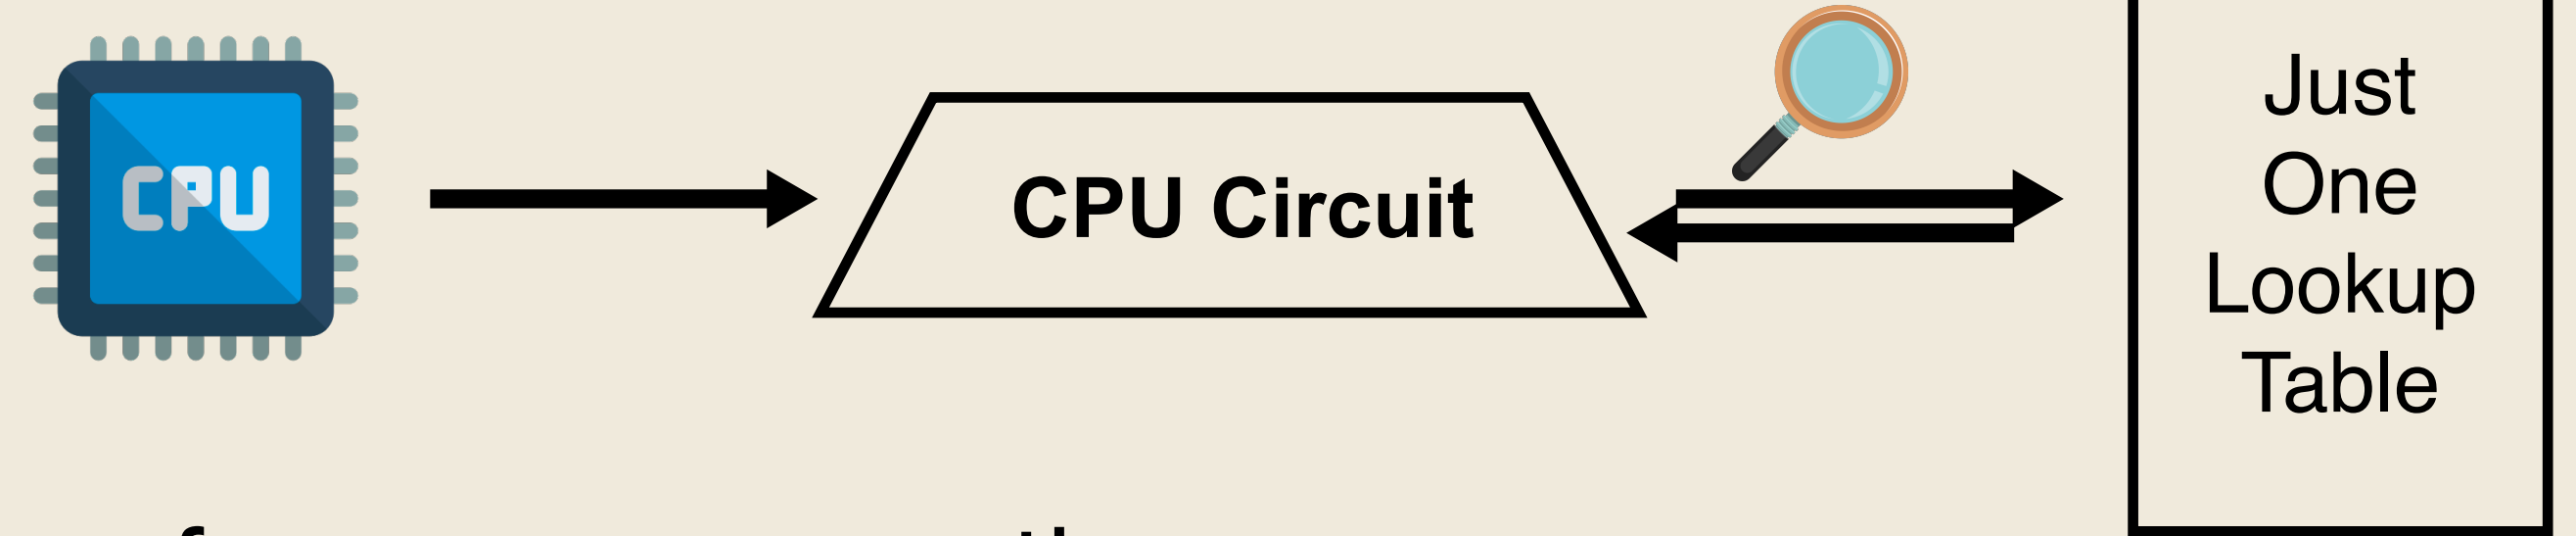 CPU
CPU Circuit
Just
One
Lookup
Table